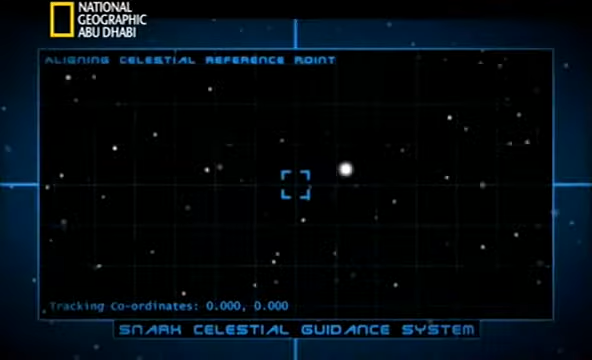 NATIONAL
GEOGRAPHIC
ABU DHABI
ALIGNING CELESTIAL REFERENCE POINT
Tracking Co-ordinates: 0.000, 0.000
SNARK CELESTIAL GUIDANCE SYSTEM